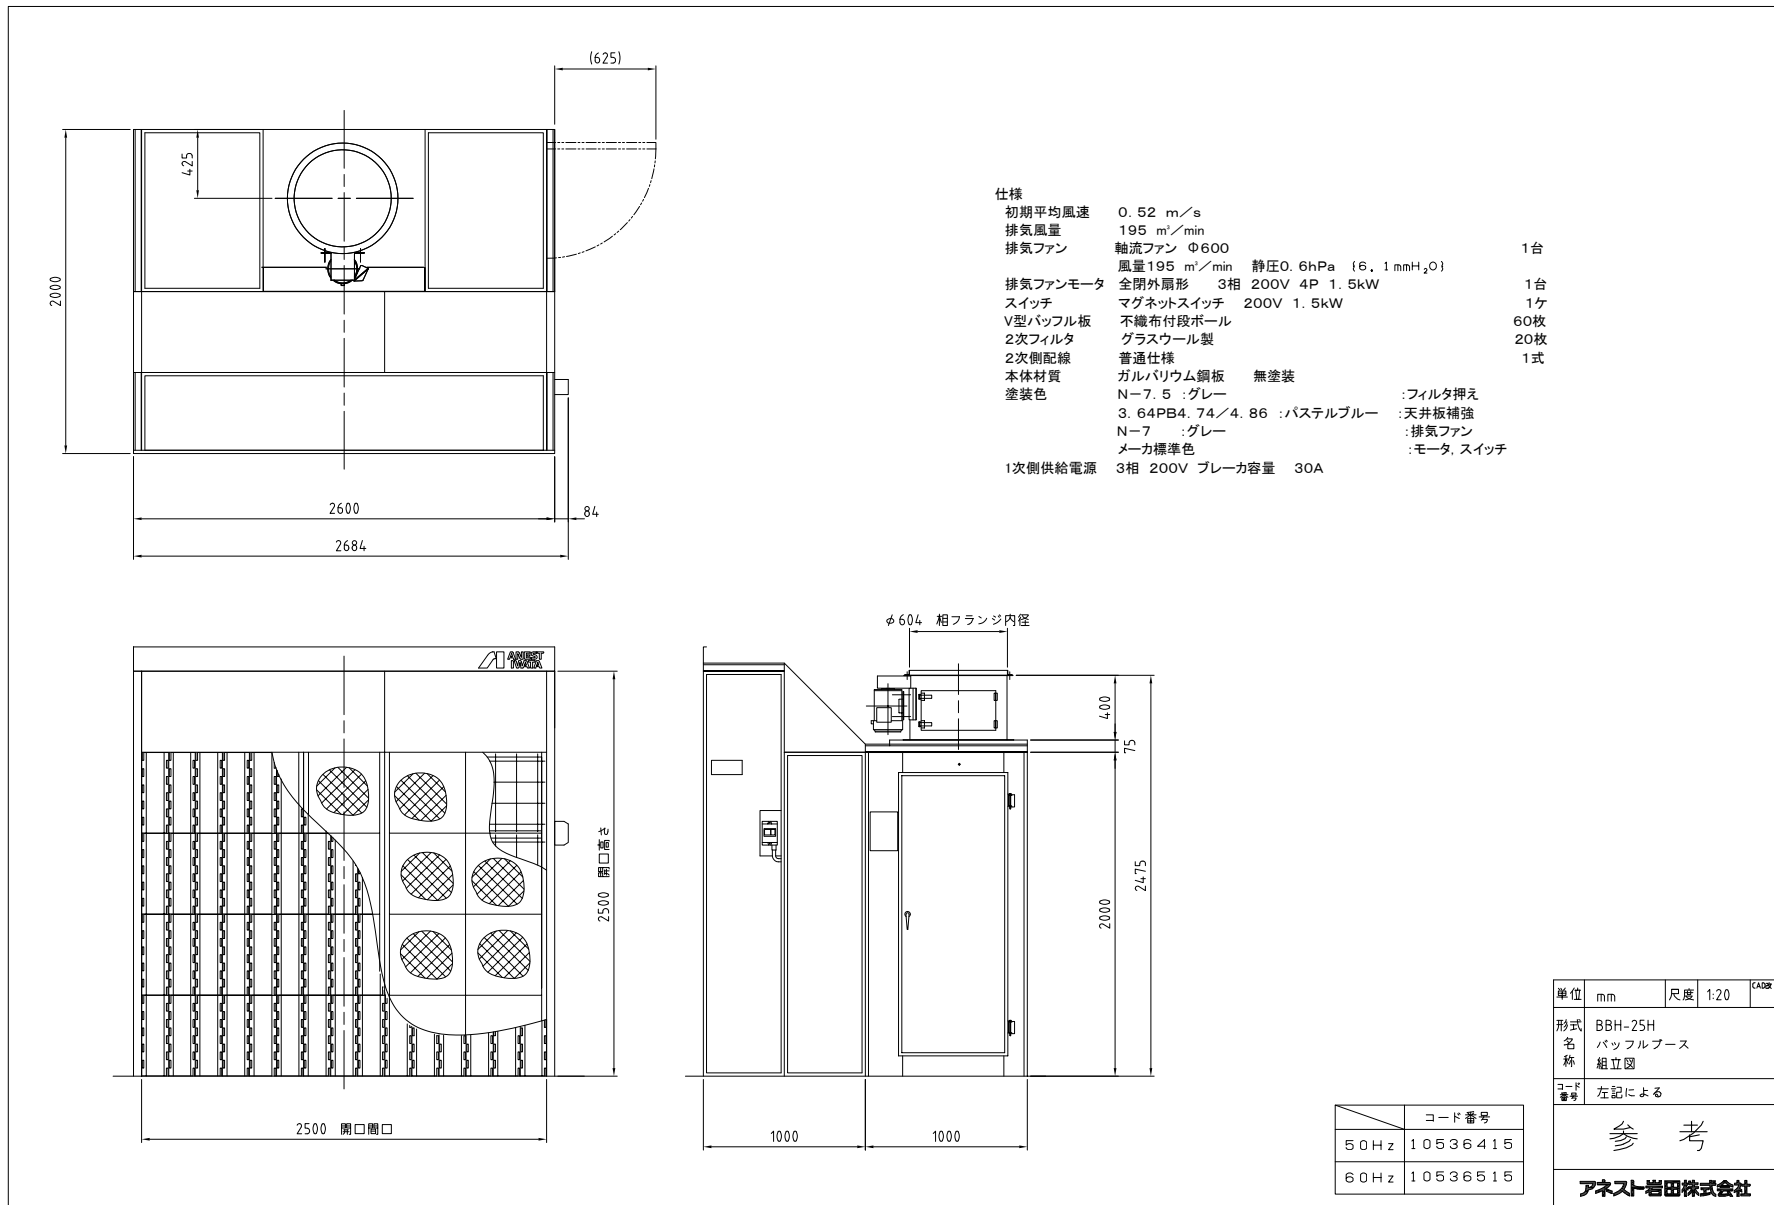 (625)
425
2000
2600
84
2684
仕様
初期平均風速 0.52 m／s
排気風量 195 m³／min
排気ファン 軸流ファン Φ600 1台
風量195 m³／min 静圧0.6hPa {6.1mmH₂O}
排気ファンモータ 全閉外扇形 3相 200V 4P 1.5kW 1台
スイッチ マグネットスイッチ 200V 1.5kW 1ケ
V型バッフル板 不織布付段ボール 60枚
2次フィルタ グラスウール製 20枚
2次側配線 普通仕様 1式
本体材質 ガルバリウム鋼板 無塗装
塗装色 N－7.5 :グレー :フィルタ押え
3.64PB4.74／4.86 :パステルブルー :天井板補強
N－7 :グレー :排気ファン
メーカ標準色 :モータ,スイッチ
1次側供給電源 3相 200V ブレーカ容量 30A
ANEST
IWATA
2500 開口高さ
2500 開口間口
φ604 相フランジ内径
400
75
2000
2475
1000
1000
コード番号
50Hz 10536415
60Hz 10536515
単位 mm 尺度 1:20 CAD改
形式 BBH-25H
名 バッフルブース
称 組立図
コード番号 左記による
参 考
アネスト岩田株式会社